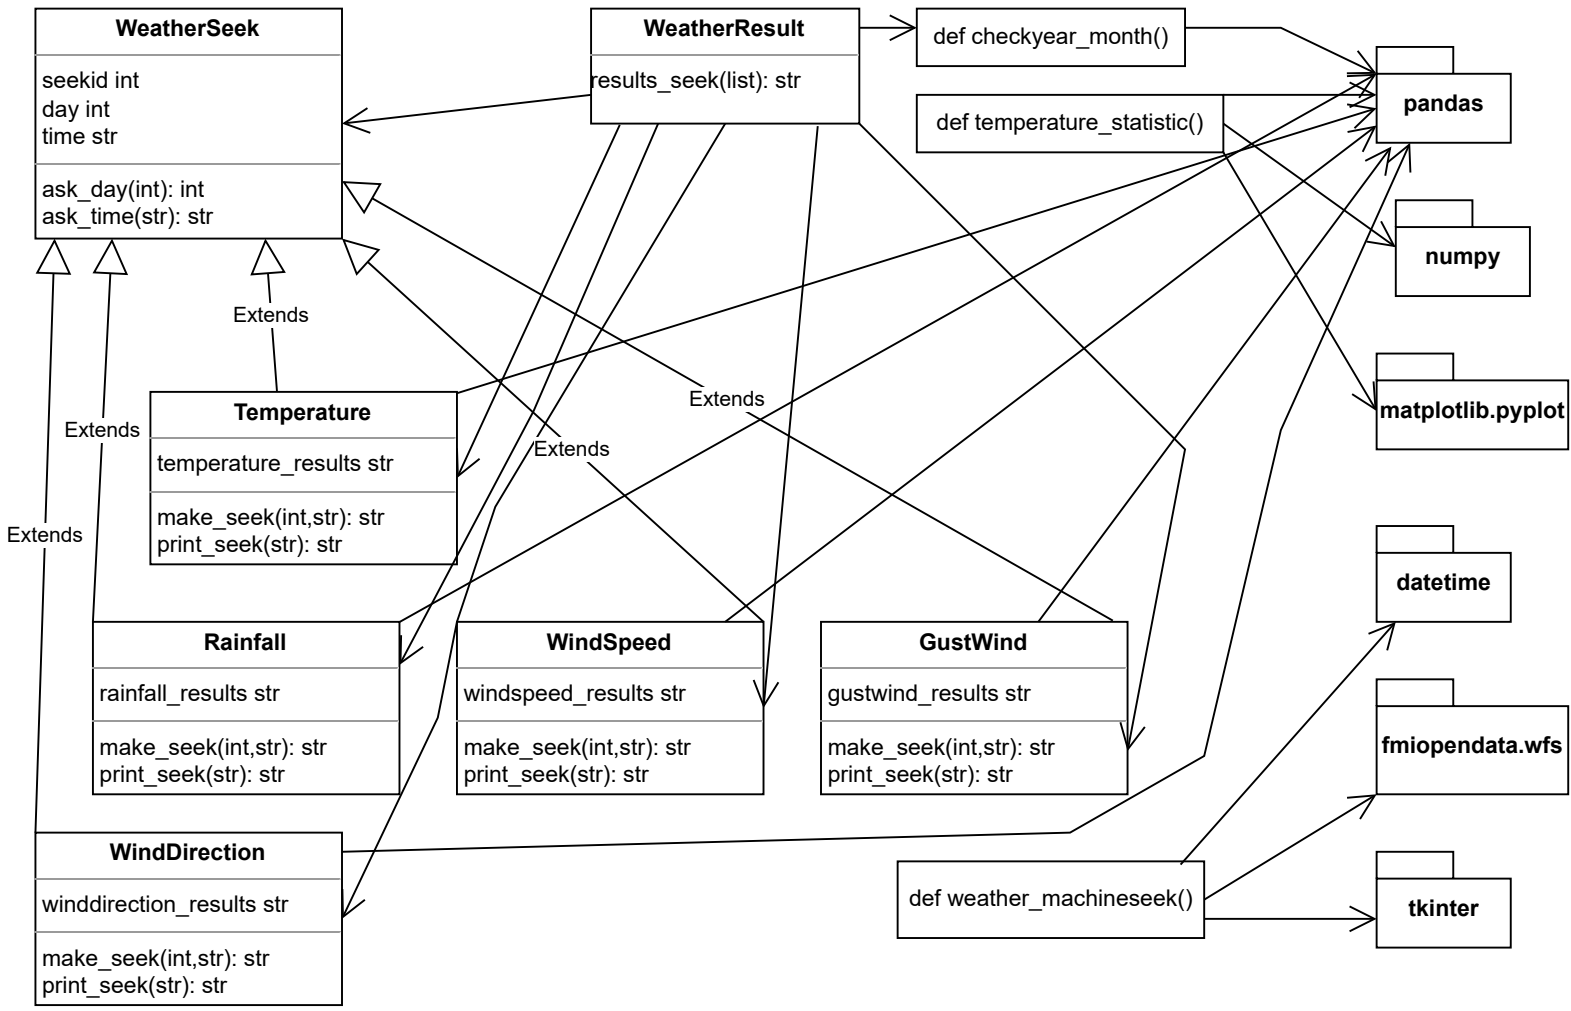 WeatherSeek
seekid int
day int
time str
ask_day(int): int
ask_time(str): str
WeatherResult
results_seek(list): str
def checkyear_month()
def temperature_statistic()
pandas
numpy
matplotlib.pyplot
datetime
fmiopendata.wfs
tkinter
Extends
Extends
Extends
Extends
Extends
Temperature
temperature_results str
make_seek(int,str): str
print_seek(str): str
Rainfall
rainfall_results str
make_seek(int,str): str
print_seek(str): str
WindSpeed
windspeed_results str
make_seek(int,str): str
print_seek(str): str
GustWind
gustwind_results str
make_seek(int,str): str
print_seek(str): str
WindDirection
winddirection_results str
make_seek(int,str): str
print_seek(str): str
def weather_machineseek()